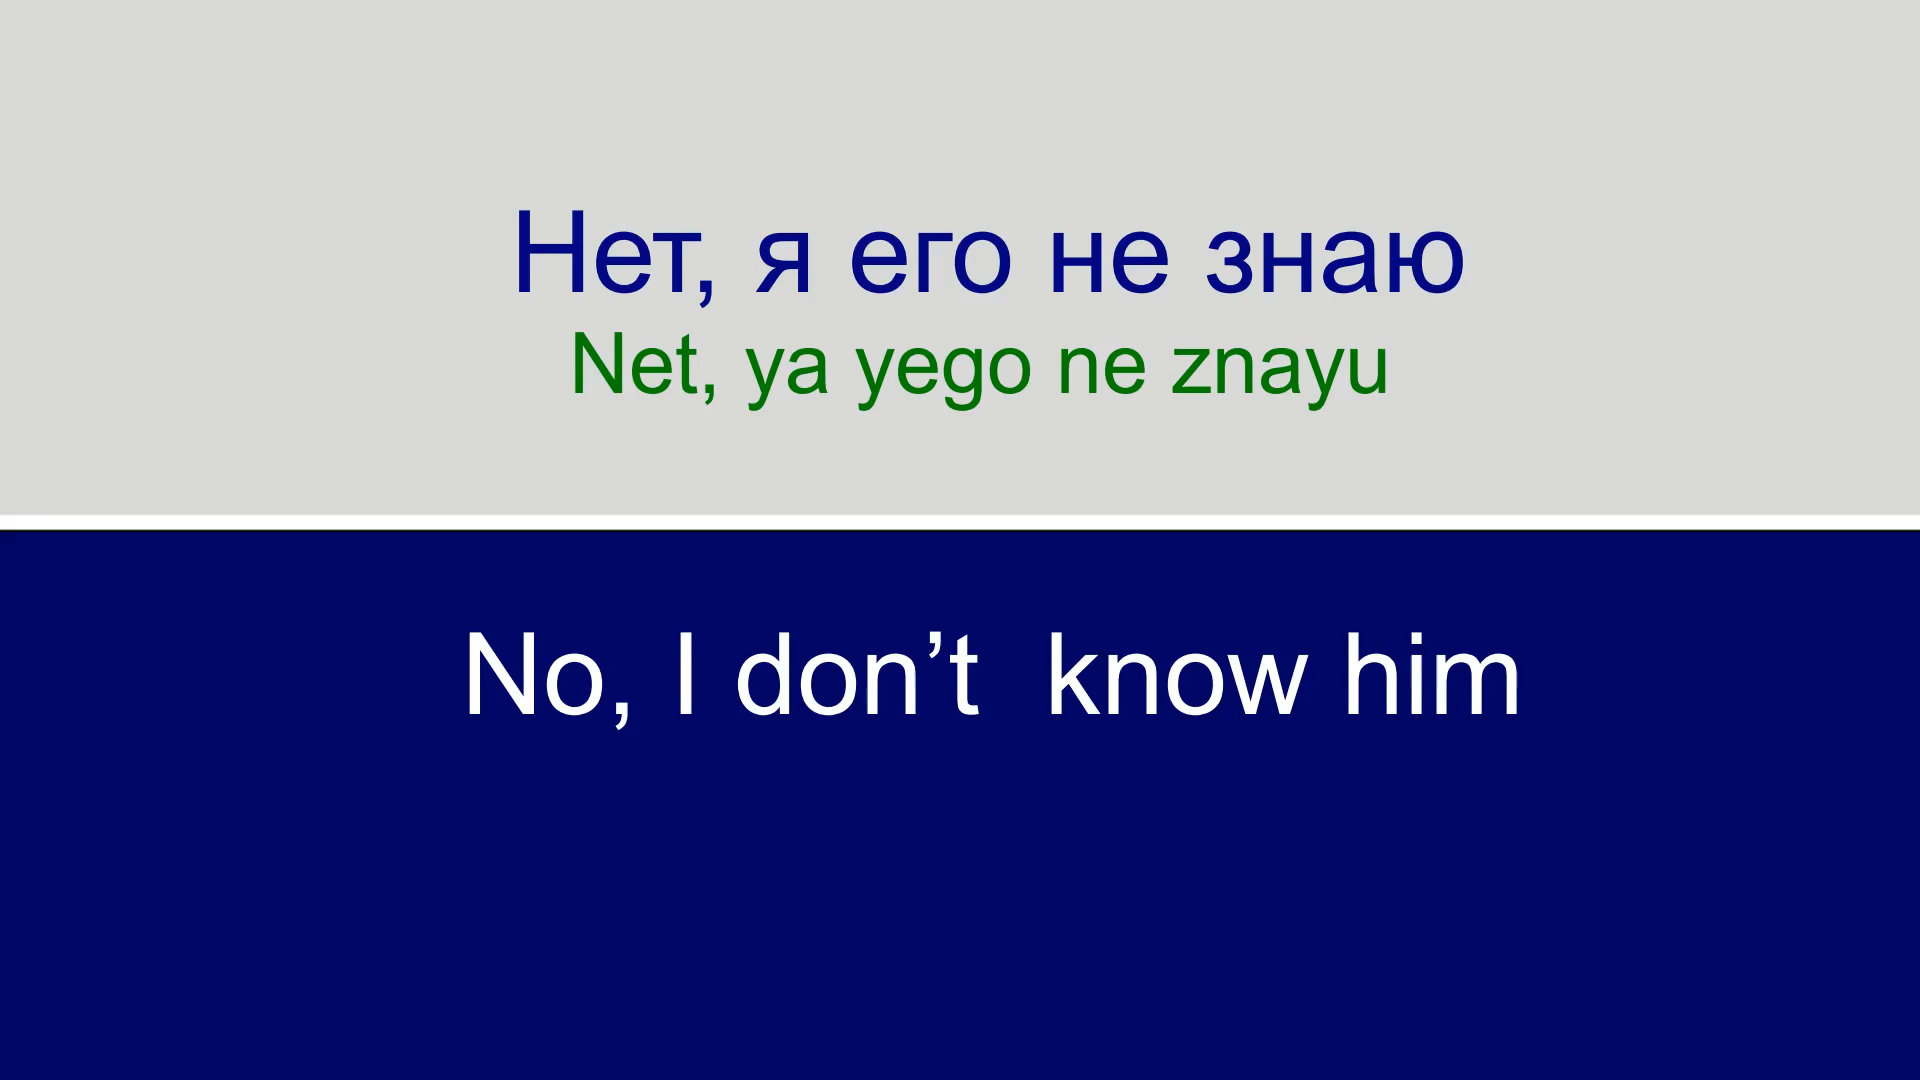 Нет, я его не знаю
Net, ya yego ne znayu
No, I don’t  know him